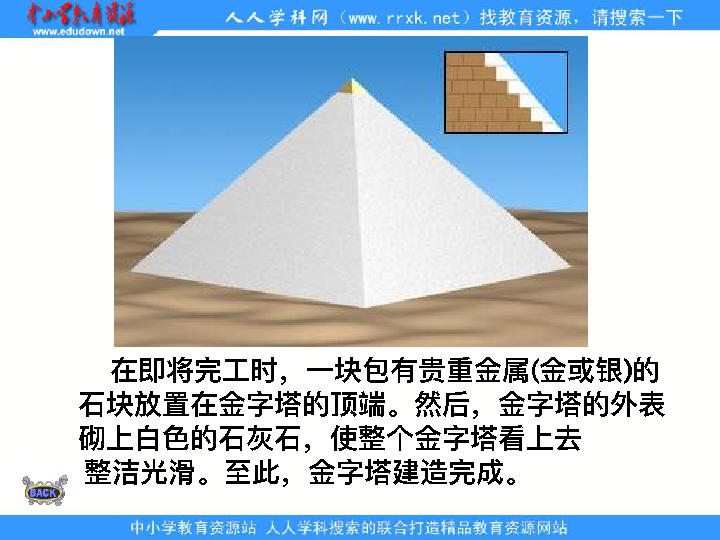 中小学教育资源
www.edudown.net
人人学科网（www.rrxk.net）找教育资源，请搜索一下
在即将完工时，一块包有贵重金属(金或银)的
石块放置在金字塔的顶端。然后，金字塔的外表
砌上白色的石灰石，使整个金字塔看上去
整洁光滑。至此，金字塔建造完成。
BACK
中小学教育资源站 人人学科搜索的联合打造精品教育资源网站